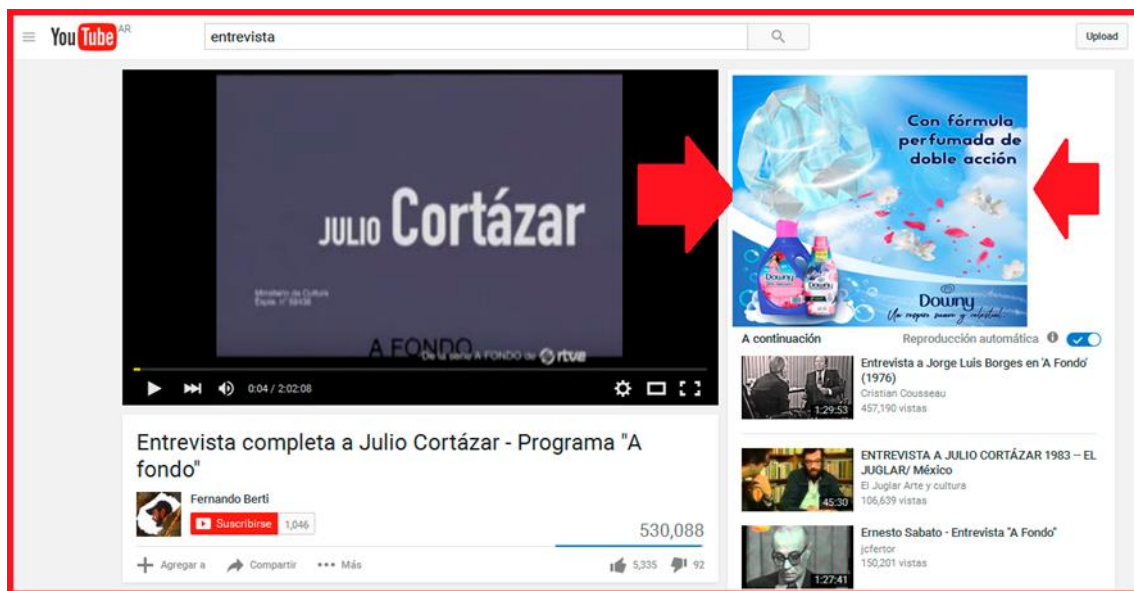 YouTube AR
entrevista
Upload
JULIO Cortázar
Ministerio de Cultura
A FONDO
De la serie A FONDO de rtve
0:04 / 2:02:08
Entrevista completa a Julio Cortázar - Programa "A
fondo"
Fernando Berti
Suscribirse 1,046
530,088
Agregar a Compartir Más
5,335 92
Con fórmula
perfumada de
doble acción
Downy
Downy
Downy
A continuación Reproducción automática
Entrevista a Jorge Luis Borges en 'A Fondo'
(1976)
Cristian Cousseau
457,190 vistas
1:29:53
ENTREVISTA A JULIO CORTÁZAR 1983 – EL
JUGLAR/ México
El Juglar Arte y cultura
106,639 vistas
45:30
Ernesto Sabato - Entrevista "A Fondo"
jcfertor
150,201 vistas
1:27:41